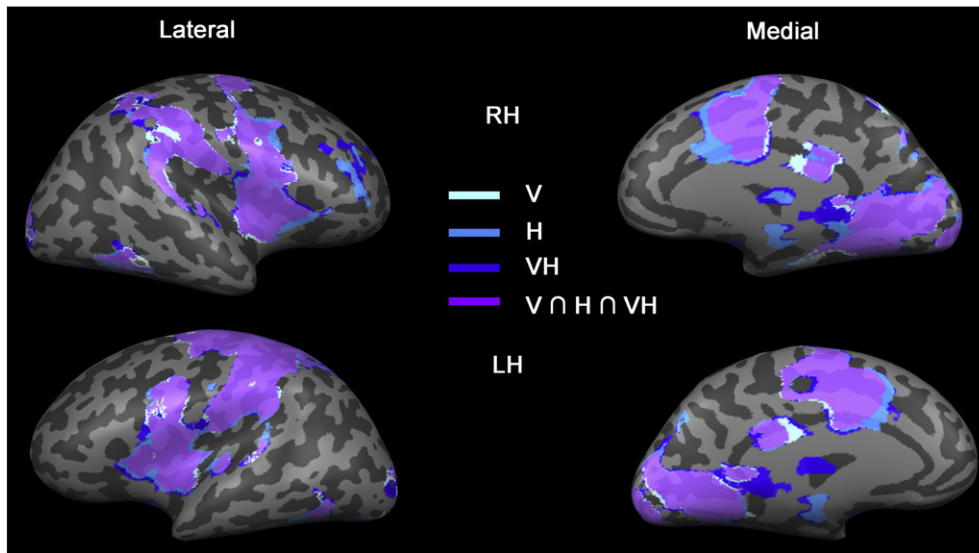 Lateral
Medial
RH
V
H
VH
V ∩ H ∩ VH
LH